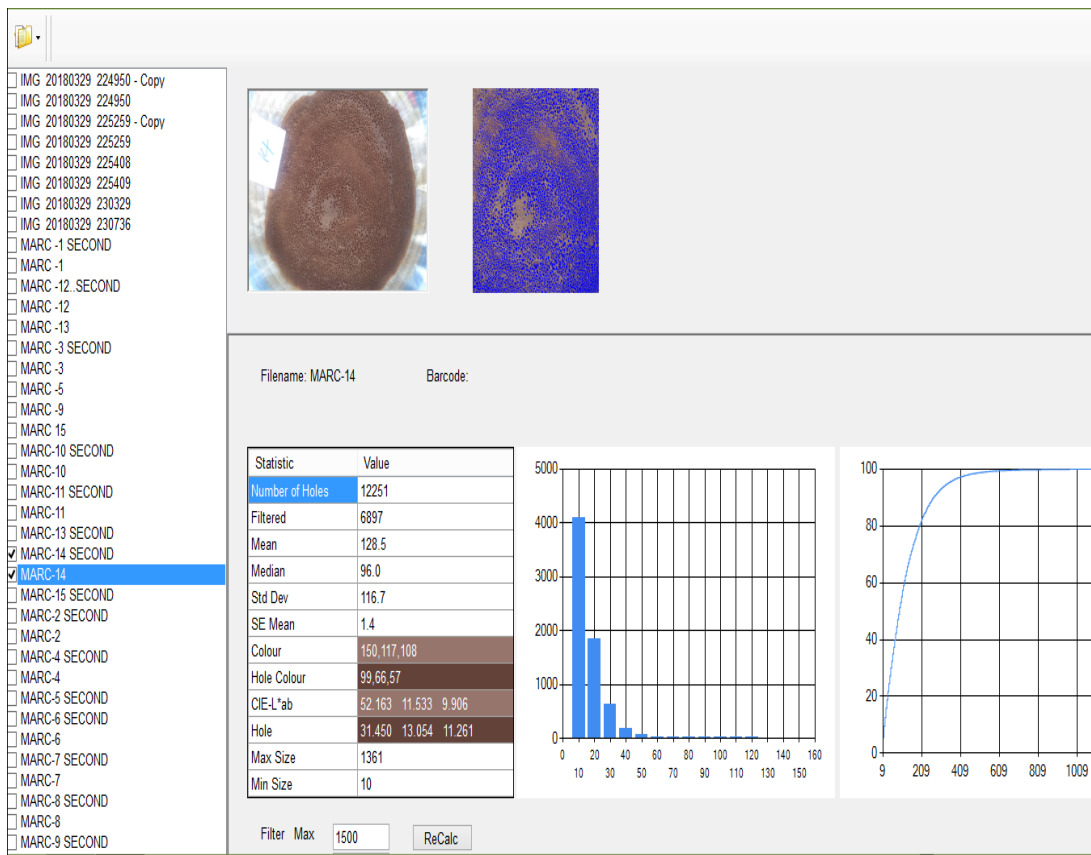 IMG 20180329 224950 - Copy
IMG 20180329 224950
IMG 20180329 225259 - Copy
IMG 20180329 225259
IMG 20180329 225408
IMG 20180329 225409
IMG 20180329 230329
IMG 20180329 230736
MARC -1 SECOND
MARC -1
MARC -12..SECOND
MARC -12
MARC -13
MARC -3 SECOND
MARC -3
MARC -5
MARC -9
MARC 15
MARC-10 SECOND
MARC-10
MARC-11 SECOND
MARC-11
MARC-13 SECOND
MARC-14 SECOND
MARC-14
MARC-15 SECOND
MARC-2 SECOND
MARC-2
MARC-4 SECOND
MARC-4
MARC-5 SECOND
MARC-6 SECOND
MARC-6
MARC-7 SECOND
MARC-7
MARC-8 SECOND
MARC-8
MARC-9 SECOND
14
Filename: MARC-14 Barcode:
Statistic Value
Number of Holes 12251
Filtered 6897
Mean 128.5
Median 96.0
Std Dev 116.7
SE Mean 1.4
Colour 150,117,108
Hole Colour 99,66,57
CIE-L*ab 52.163 11.533 9.906
Hole 31.450 13.054 11.261
Max Size 1361
Min Size 10
Filter Max 1500 ReCalc
5000
4000
3000
2000
1000
0
0 20 40 60 80 100 120 140 160
10 30 50 70 90 110 130 150
100
80
60
40
20
0
9 209 409 609 809 1009